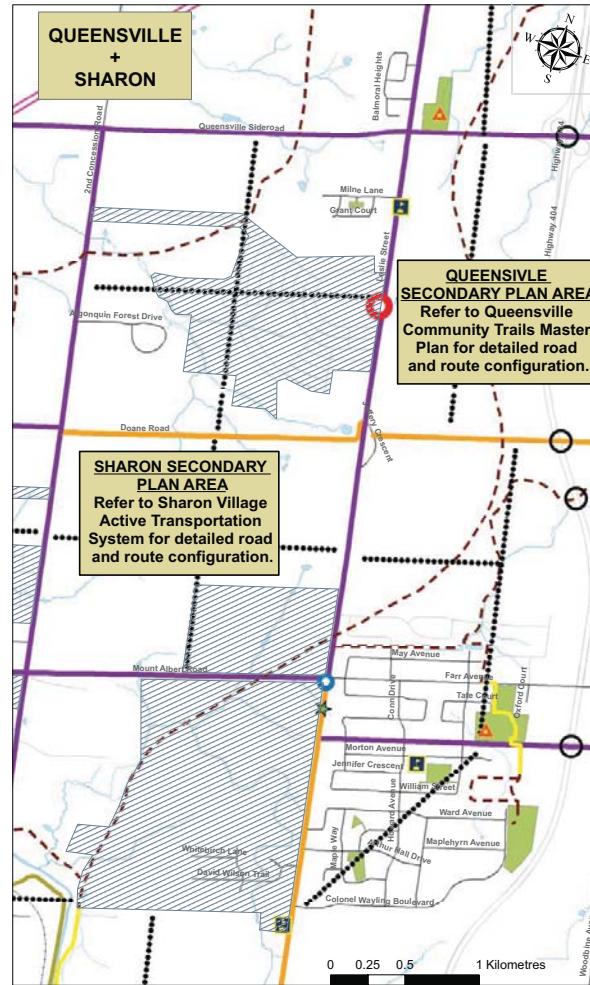 QUEENSVILLE
+
SHARON
N
W
E
S
Balmoral Heights
2nd Concession Road
Queensville Sideroad
Highway 404
Milne Lane
Grant Court
Leslie Street
Highway 404
QUEENSIVLE
SECONDARY PLAN AREA
Refer to Queensville
Community Trails Master
Plan for detailed road
and route configuration.
Algonquin Forest Drive
Jeffery Crescent
Doane Road
SHARON SECONDARY
PLAN AREA
Refer to Sharon Village
Active Transportation
System for detailed road
and route configuration.
May Avenue
Mount Albert Road
Farr Avenue
Tate Court
Oxford Court
Conn Drive
Morton Avenue
Jennifer Crescent
William Street
Ward Avenue
Maple Way
Maplehyrn Avenue
Arthur Hall Drive
Whitebirch Lane
David Wilson Trail
Colonel Wayling Boulevard
0 0.25 0.5 1 Kilometres